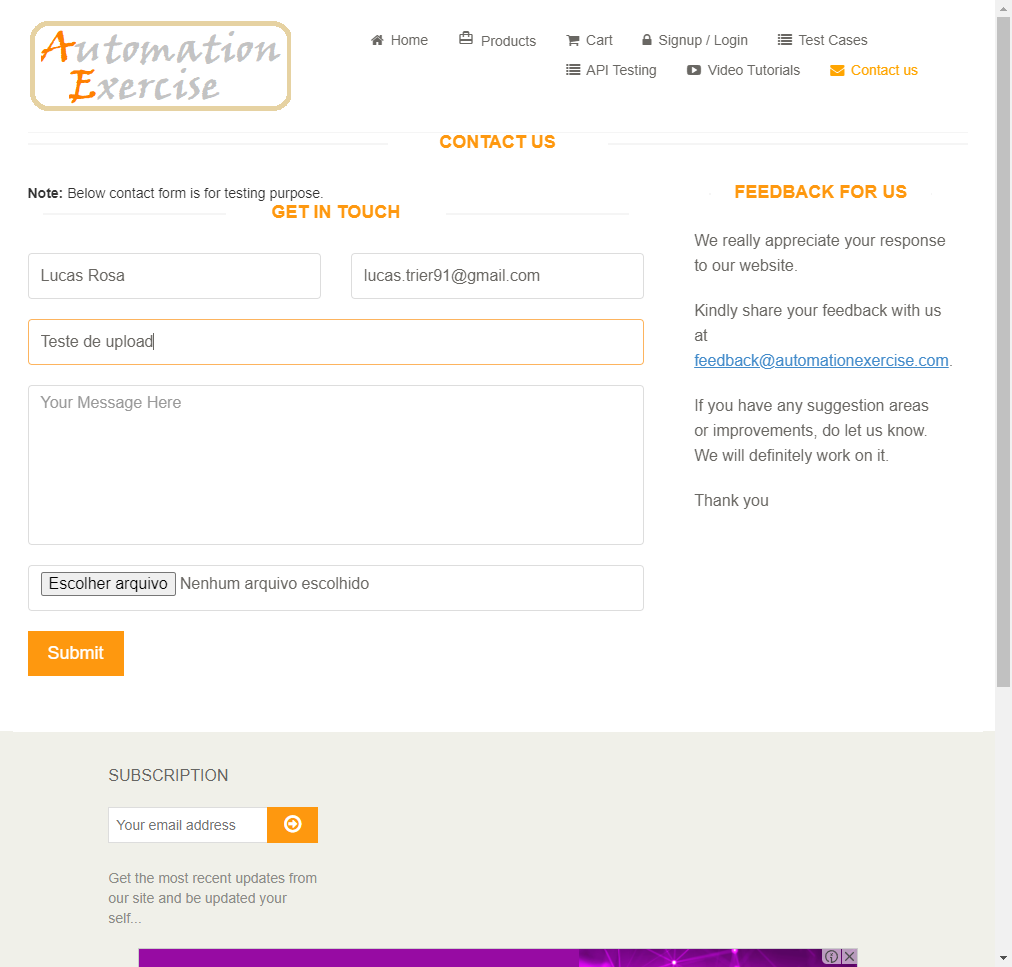 Automation
Exercise
Home
Products
Cart
Signup / Login
Test Cases
API Testing
Video Tutorials
Contact us
CONTACT US
Note: Below contact form is for testing purpose.
GET IN TOUCH
Lucas Rosa
lucas.trier91@gmail.com
Teste de upload
Your Message Here
Escolher arquivo Nenhum arquivo escolhido
Submit
FEEDBACK FOR US
We really appreciate your response
to our website.
Kindly share your feedback with us
at
feedback@automationexercise.com.
If you have any suggestion areas
or improvements, do let us know.
We will definitely work on it.
Thank you
SUBSCRIPTION
Your email address
Get the most recent updates from
our site and be updated your
self...